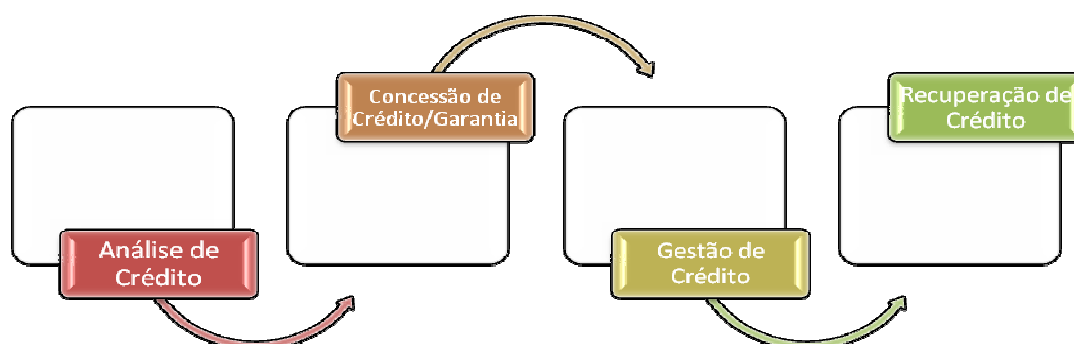 Análise de
Crédito
Concessão de
Crédito/Garantia
Gestão de
Crédito
Recuperação de
Crédito